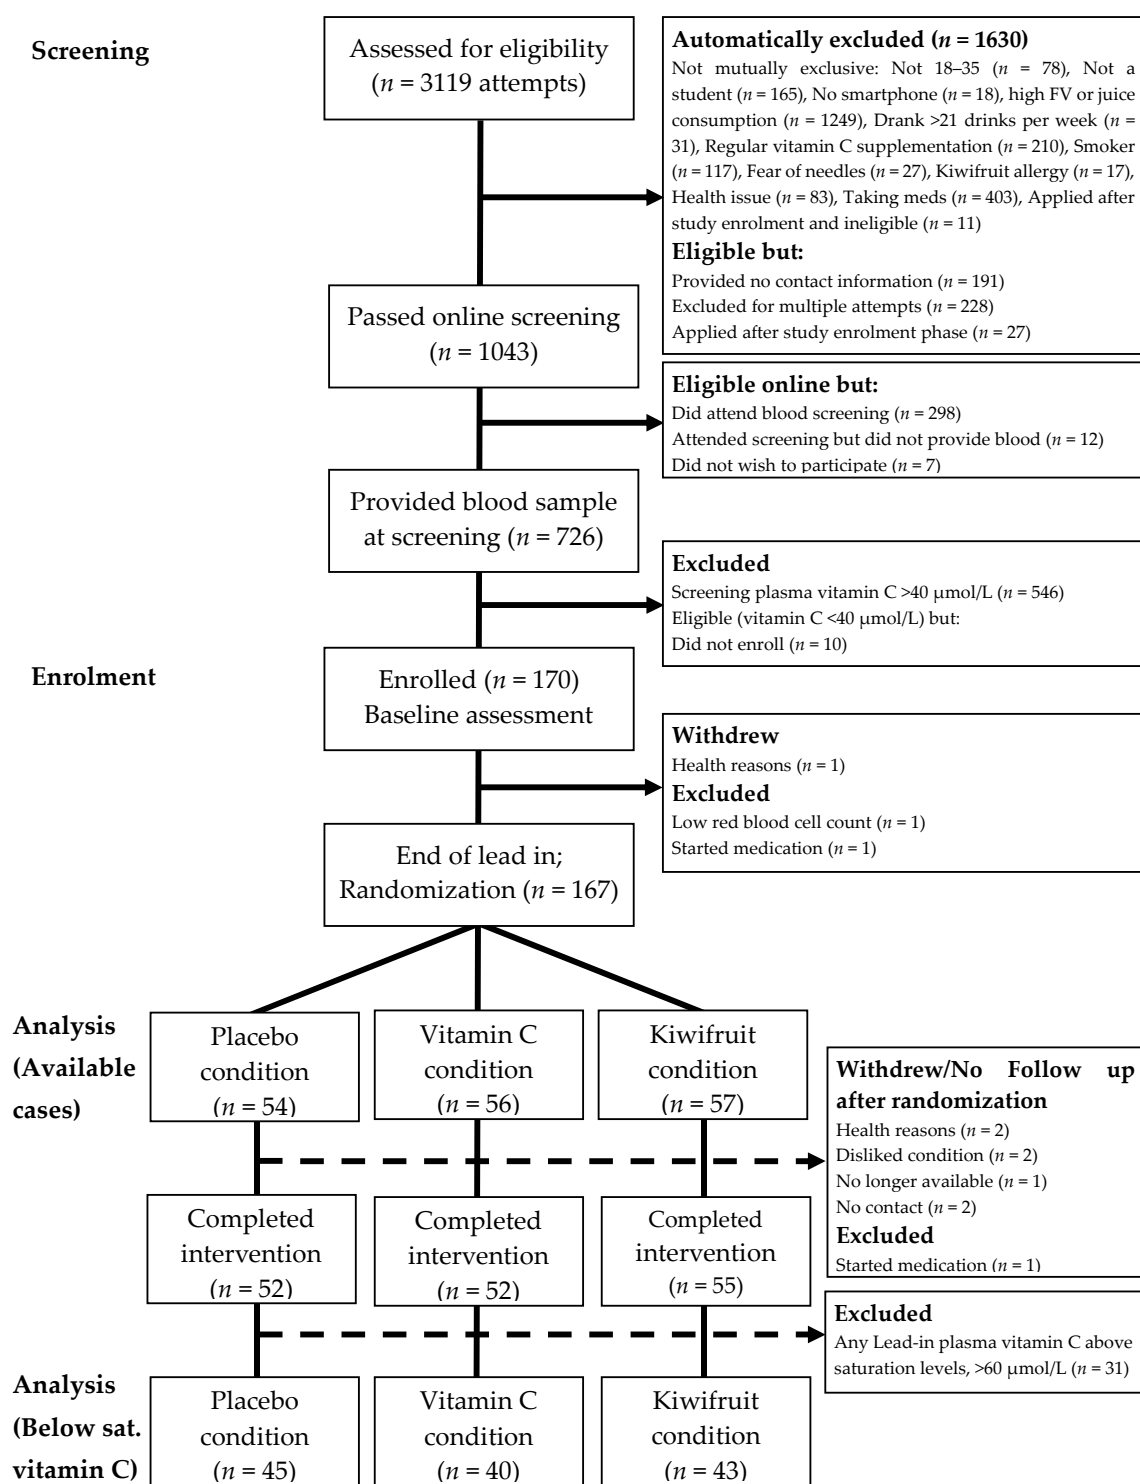 Screening
Assessed for eligibility
(n = 3119 attempts)
Automatically excluded (n = 1630)
Not mutually exclusive: Not 18–35 (n = 78), Not a
student (n = 165), No smartphone (n = 18), high FV or juice
consumption (n = 1249), Drank >21 drinks per week (n =
31), Regular vitamin C supplementation (n = 210), Smoker
(n = 117), Fear of needles (n = 27), Kiwifruit allergy (n = 17),
Health issue (n = 83), Taking meds (n = 403), Applied after
study enrolment and ineligible (n = 11)
Eligible but:
Provided no contact information (n = 191)
Excluded for multiple attempts (n = 228)
Applied after study enrolment phase (n = 27)
Passed online screening
(n = 1043)
Eligible online but:
Did attend blood screening (n = 298)
Attended screening but did not provide blood (n = 12)
Did not wish to participate (n = 7)
Provided blood sample
at screening (n = 726)
Excluded
Screening plasma vitamin C >40 µmol/L (n = 546)
Eligible (vitamin C <40 µmol/L) but:
Did not enroll (n = 10)
Enrolment
Enrolled (n = 170)
Baseline assessment
Withdrew
Health reasons (n = 1)
Excluded
Low red blood cell count (n = 1)
Started medication (n = 1)
End of lead in;
Randomization (n = 167)
Analysis
(Available
cases)
Placebo
condition
(n = 54)
Vitamin C
condition
(n = 56)
Kiwifruit
condition
(n = 57)
Withdrew/No Follow up
after randomization
Health reasons (n = 2)
Disliked condition (n = 2)
No longer available (n = 1)
No contact (n = 2)
Excluded
Started medication (n = 1)
Completed
intervention
(n = 52)
Completed
intervention
(n = 52)
Completed
intervention
(n = 55)
Excluded
Any Lead-in plasma vitamin C above
saturation levels, >60 µmol/L (n = 31)
Analysis
(Below sat.
vitamin C)
Placebo
condition
(n = 45)
Vitamin C
condition
(n = 40)
Kiwifruit
condition
(n = 43)